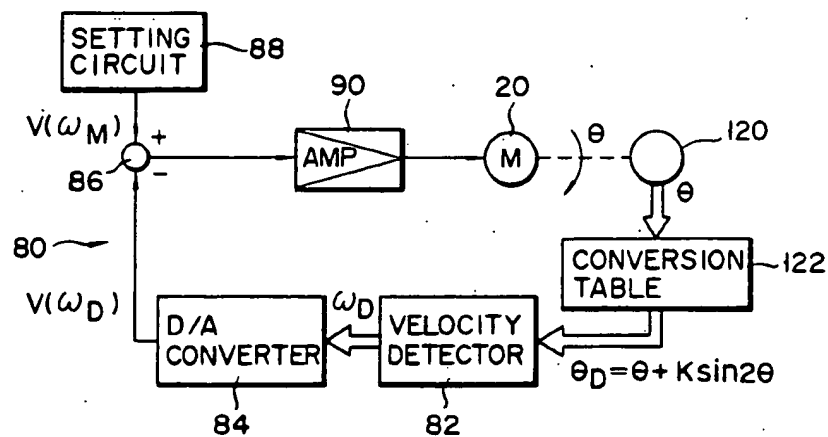 SETTING
CIRCUIT
88
90
20
V(ωM)
+
AMP
M
θ
120
86
−
θ
80
CONVERSION
TABLE
122
V(ωD)
D/A
CONVERTER
ωD
VELOCITY
DETECTOR
θD=θ+Ksin2θ
84
82